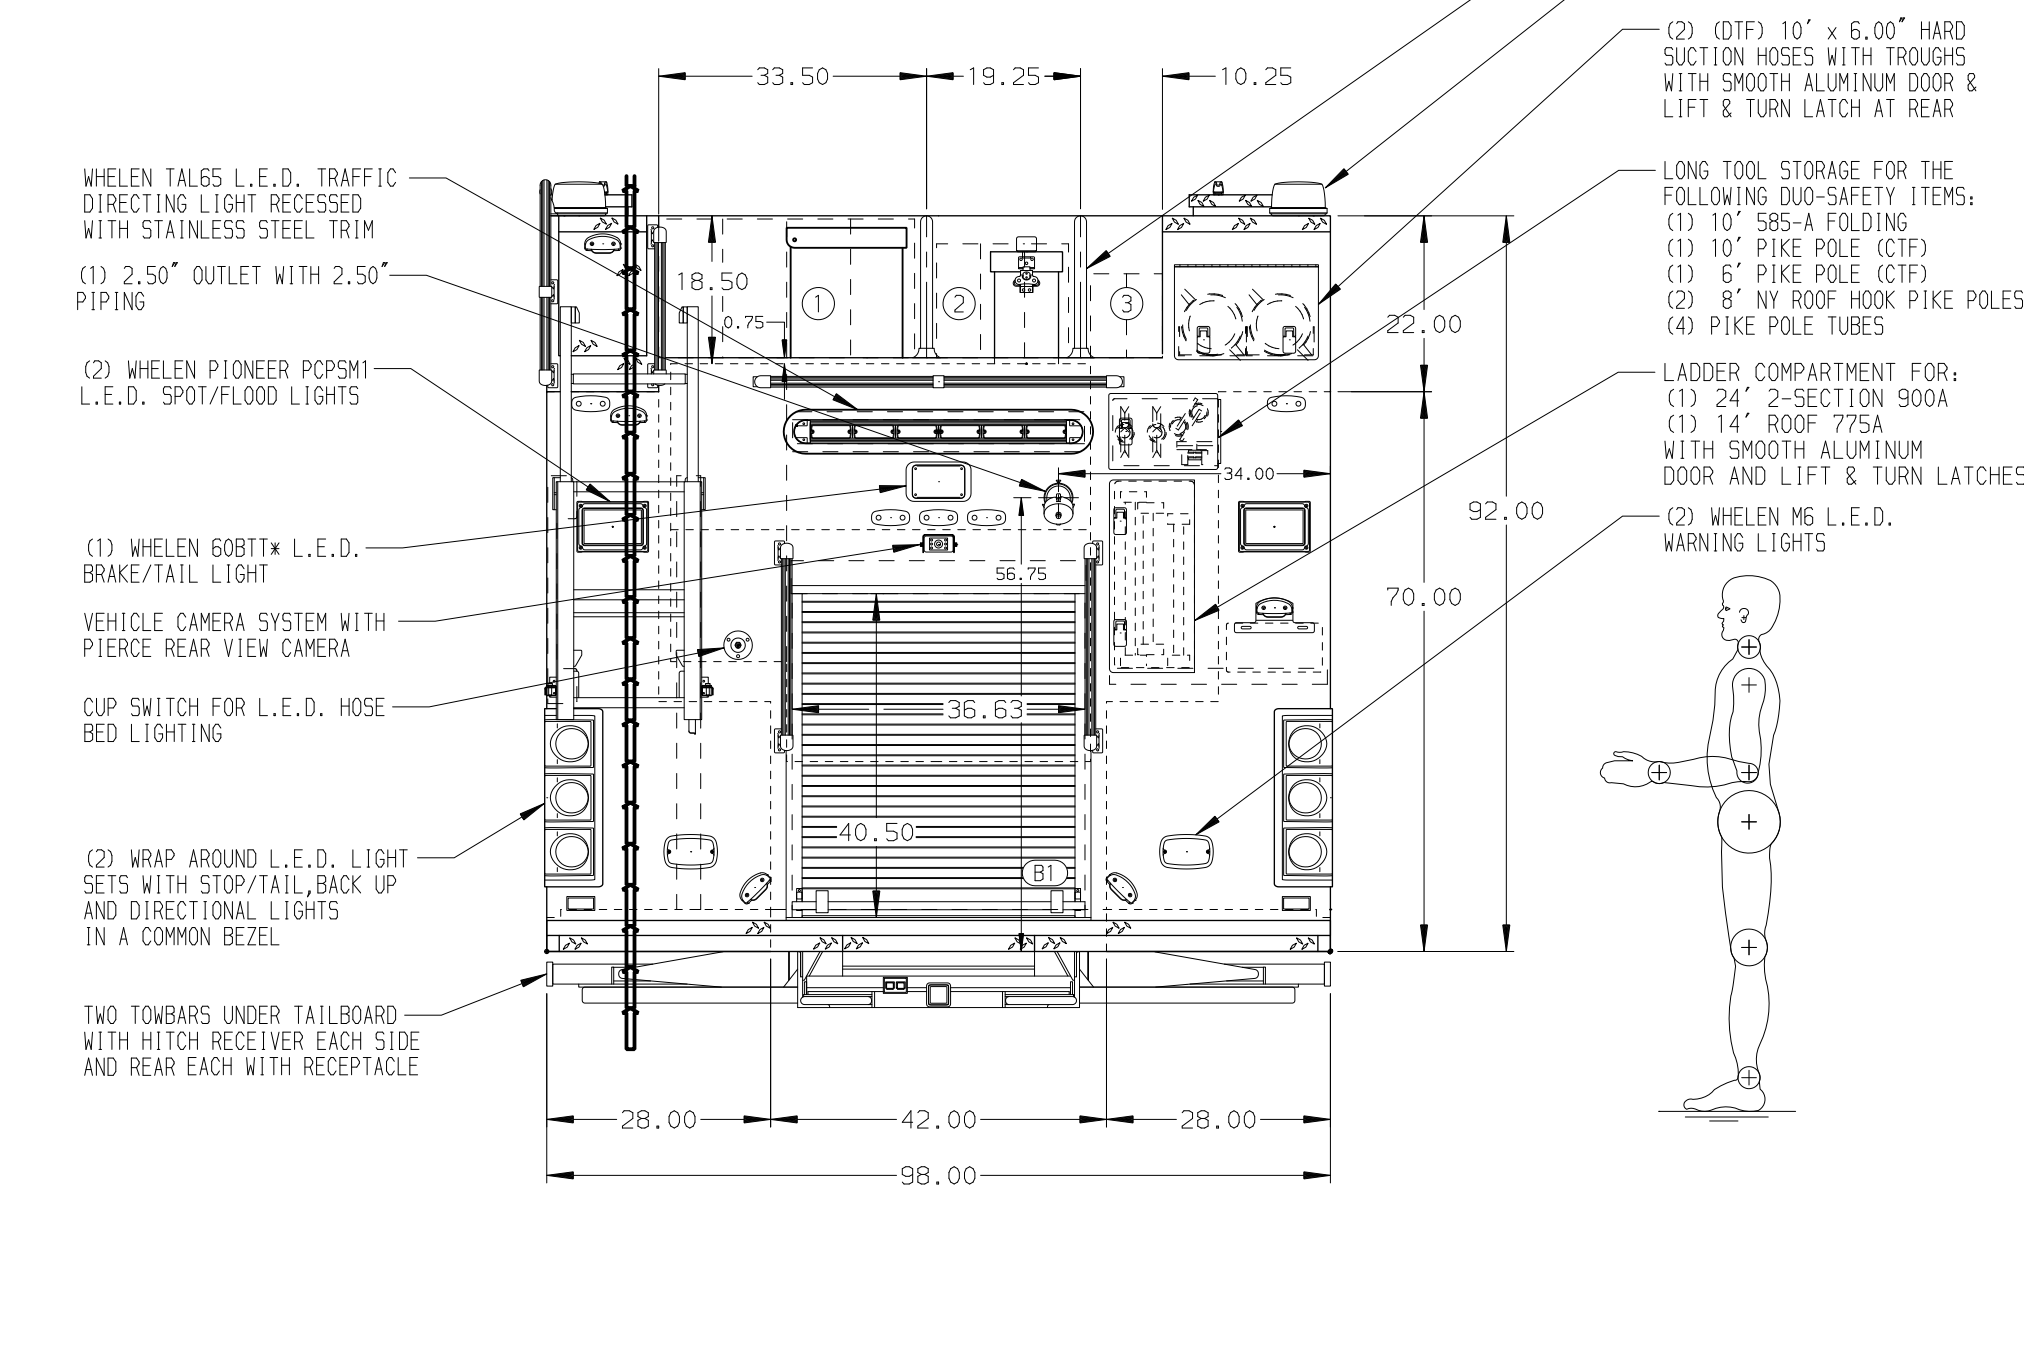 WHELEN TAL65 L.E.D. TRAFFIC
DIRECTING LIGHT RECESSED
WITH STAINLESS STEEL TRIM
(1) 2.50" OUTLET WITH 2.50"
PIPING
(2) WHELEN PIONEER PCPSM1
L.E.D. SPOT/FLOOD LIGHTS
(1) WHELEN 60BTT* L.E.D.
BRAKE/TAIL LIGHT
VEHICLE CAMERA SYSTEM WITH
PIERCE REAR VIEW CAMERA
CUP SWITCH FOR L.E.D. HOSE
BED LIGHTING
(2) WRAP AROUND L.E.D. LIGHT
SETS WITH STOP/TAIL,BACK UP
AND DIRECTIONAL LIGHTS
IN A COMMON BEZEL
TWO TOWBARS UNDER TAILBOARD
WITH HITCH RECEIVER EACH SIDE
AND REAR EACH WITH RECEPTACLE
33.50
19.25
10.25
18.50
0.75
1
2
3
22.00
34.00
92.00
56.75
70.00
36.63
40.50
B1
28.00
42.00
28.00
98.00
(2) (DTF) 10' x 6.00" HARD
SUCTION HOSES WITH TROUGHS
WITH SMOOTH ALUMINUM DOOR &
LIFT & TURN LATCH AT REAR
LONG TOOL STORAGE FOR THE
FOLLOWING DUO-SAFETY ITEMS:
(1) 10' 585-A FOLDING
(1) 10' PIKE POLE (CTF)
(1) 6' PIKE POLE (CTF)
(2) 8' NY ROOF HOOK PIKE POLES
(4) PIKE POLE TUBES
LADDER COMPARTMENT FOR:
(1) 24' 2-SECTION 900A
(1) 14' ROOF 775A
WITH SMOOTH ALUMINUM
DOOR AND LIFT & TURN LATCHES
(2) WHELEN M6 L.E.D.
WARNING LIGHTS